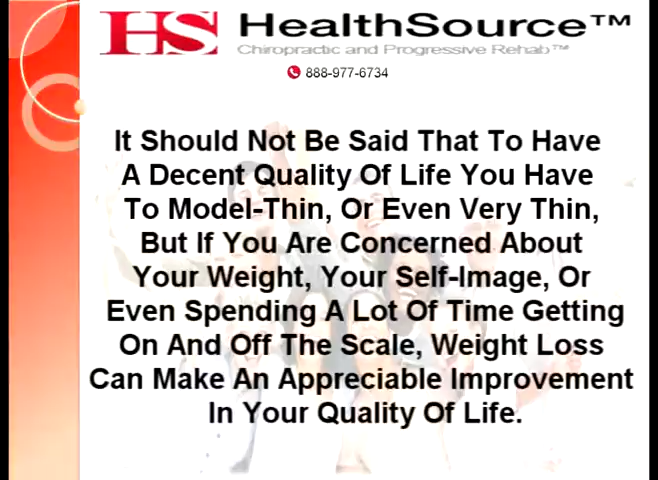 HS HealthSource™
Chiropractic and Progressive Rehab™
888-977-6734
It Should Not Be Said That To Have
A Decent Quality Of Life You Have
To Model-Thin, Or Even Very Thin,
But If You Are Concerned About
Your Weight, Your Self-Image, Or
Even Spending A Lot Of Time Getting
On And Off The Scale, Weight Loss
Can Make An Appreciable Improvement
In Your Quality Of Life.